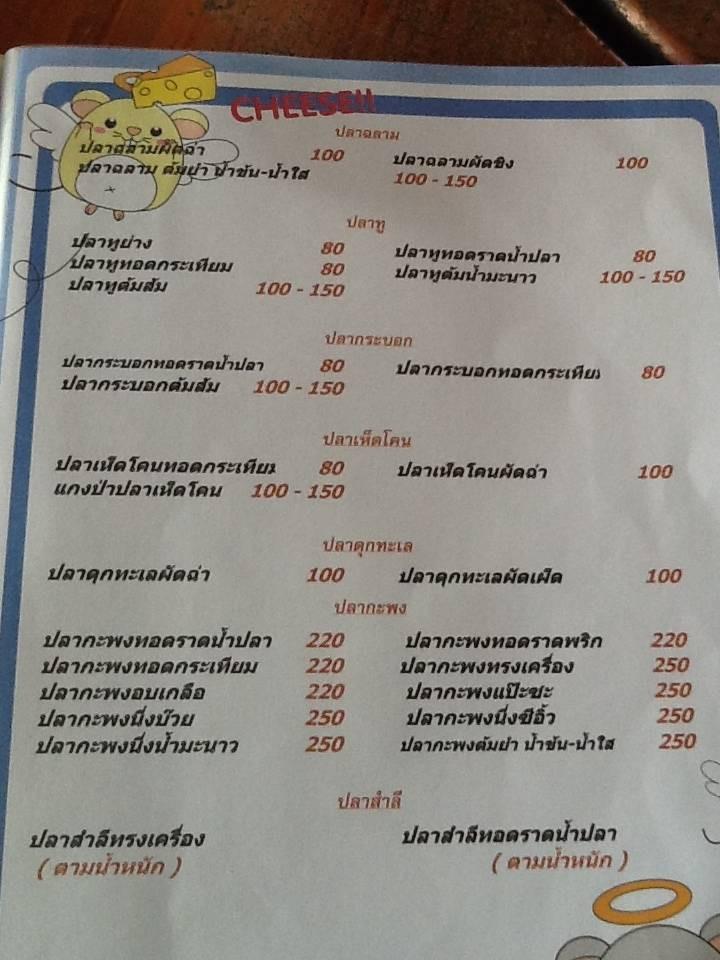 CHEESE!!
ปลาฉลาม
ปลาฉลามผัดฉ่า 100 ปลาฉลามผัดขิง 100
ปลาฉลาม ต้มยำ น้ำข้น-น้ำใส 100 - 150
ปลาทู
ปลาทูย่าง 80 ปลาทูทอดราดน้ำปลา 80
ปลาทูทอดกระเทียม 80 ปลาทูต้มน้ำมะนาว 100 - 150
ปลาทูต้มส้ม 100 - 150
ปลากระบอก
ปลากระบอกทอดราดน้ำปลา 80 ปลากระบอกทอดกระเทียม 80
ปลากระบอกต้มส้ม 100 - 150
ปลาเห็ดโคน
ปลาเห็ดโคนทอดกระเทียม 80 ปลาเห็ดโคนผัดฉ่า 100
แกงป่าปลาเห็ดโคน 100 - 150
ปลาดุกทะเล
ปลาดุกทะเลผัดฉ่า 100 ปลาดุกทะเลผัดเผ็ด 100
ปลากะพง
ปลากะพงทอดราดน้ำปลา 220 ปลากะพงทอดราดพริก 220
ปลากะพงทอดกระเทียม 220 ปลากะพงทรงเครื่อง 250
ปลากะพงอบเกลือ 220 ปลากะพงแป๊ะซะ 250
ปลากะพงนึ่งบ๊วย 250 ปลากะพงนึ่งซีอิ้ว 250
ปลากะพงนึ่งน้ำมะนาว 250 ปลากะพงต้มยำ น้ำข้น-น้ำใส 250
ปลาสำลี
ปลาสำลีทรงเครื่อง ปลาสำลีทอดราดน้ำปลา
( ตามน้ำหนัก ) ( ตามน้ำหนัก )